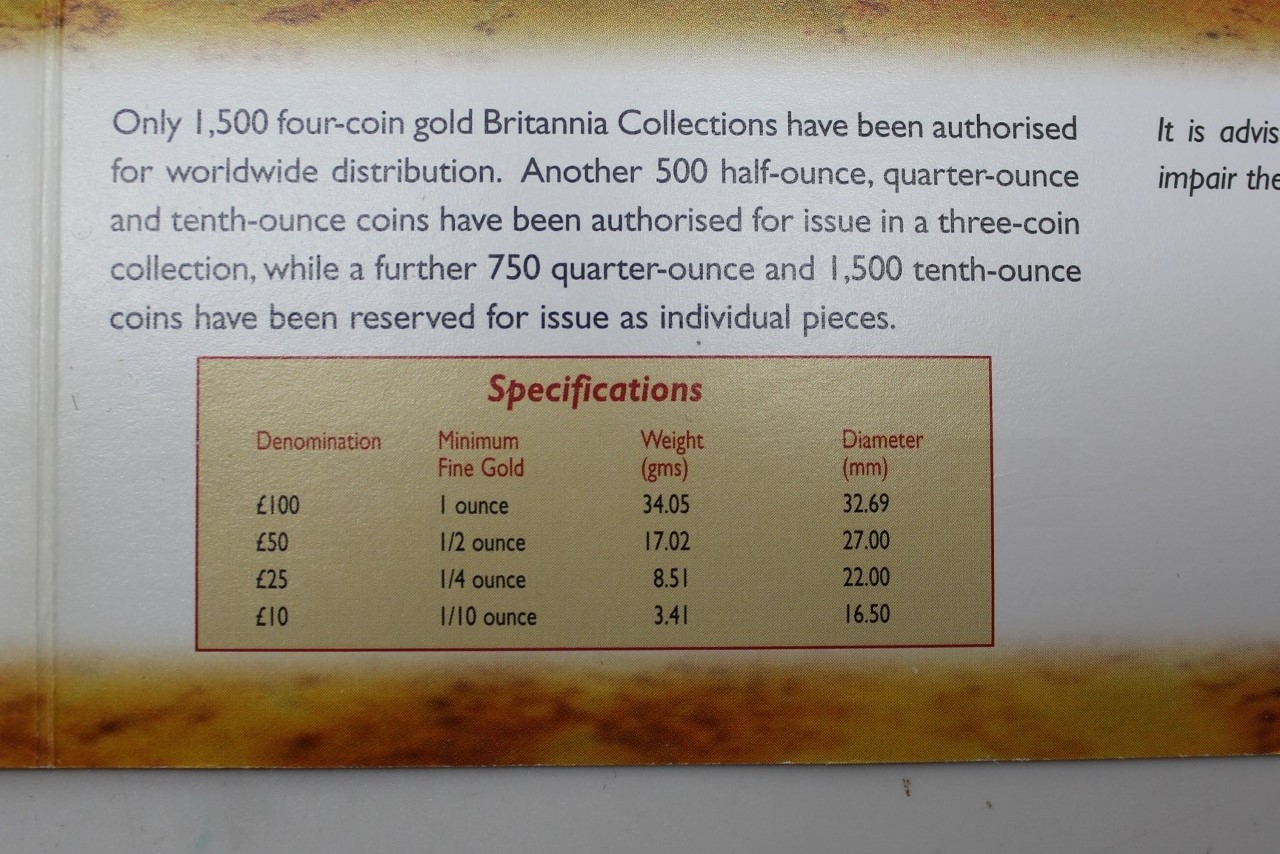 Only 1,500 four-coin gold Britannia Collections have been authorised
for worldwide distribution. Another 500 half-ounce, quarter-ounce
and tenth-ounce coins have been authorised for issue in a three-coin
collection, while a further 750 quarter-ounce and 1,500 tenth-ounce
coins have been reserved for issue as individual pieces.
Specifications
Denomination Minimum Weight Diameter
Fine Gold (gms) (mm)
£100 1 ounce 34.05 32.69
£50 1/2 ounce 17.02 27.00
£25 1/4 ounce 8.51 22.00
£10 1/10 ounce 3.41 16.50
It is advis
impair the